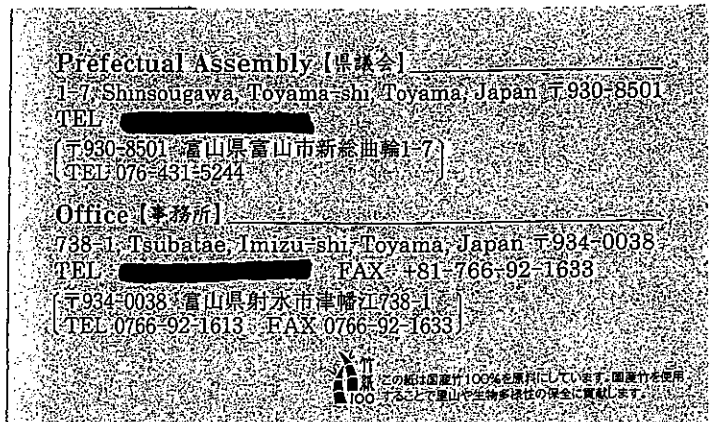 Prefectual Assembly【県議会】
1-7, Shinsougawa, Toyama-shi, Toyama, Japan 〒930-8501
TEL
〒930-8501 富山県富山市新総曲輪1-7
TEL 076-431-5244
Office【事務所】
738-1, Tsubatae, Imizu-shi, Toyama, Japan 〒934-0038
TEL FAX +81-766-92-1633
〒934-0038 富山県射水市津幡江738-1
TEL 0766-92-1613 FAX 0766-92-1633
竹紙100
この紙は国産竹100%を原料にしています。国産竹を使用
することで里山や生物多様性の保全に貢献します。